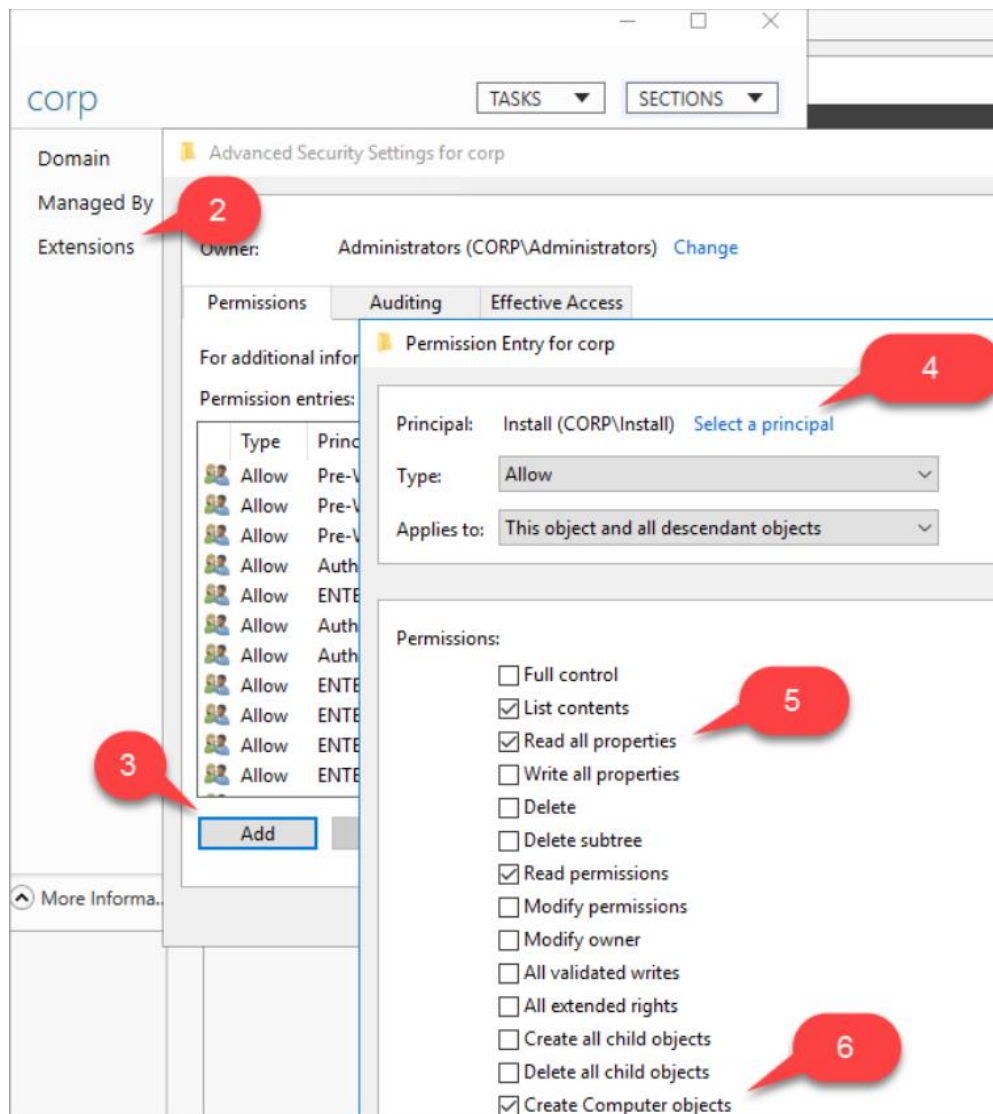 corp
TASKS
SECTIONS
Domain
Managed By
Extensions
2
Advanced Security Settings for corp
Owner: Administrators (CORP\Administrators) Change
Permissions Auditing Effective Access
For additional infor
Permission entries:
Type Princ
Allow Pre-V
Allow Pre-V
Allow Pre-V
Allow Auth
Allow ENTE
Allow Auth
Allow Auth
Allow ENTE
Allow ENTE
Allow ENTE
Allow ENTE
3
Add
More Informa..
Permission Entry for corp
4
Principal: Install (CORP\Install) Select a principal
Type: Allow
Applies to: This object and all descendant objects
Permissions:
Full control
List contents
5
Read all properties
Write all properties
Delete
Delete subtree
Read permissions
Modify permissions
Modify owner
All validated writes
All extended rights
Create all child objects
6
Delete all child objects
Create Computer objects